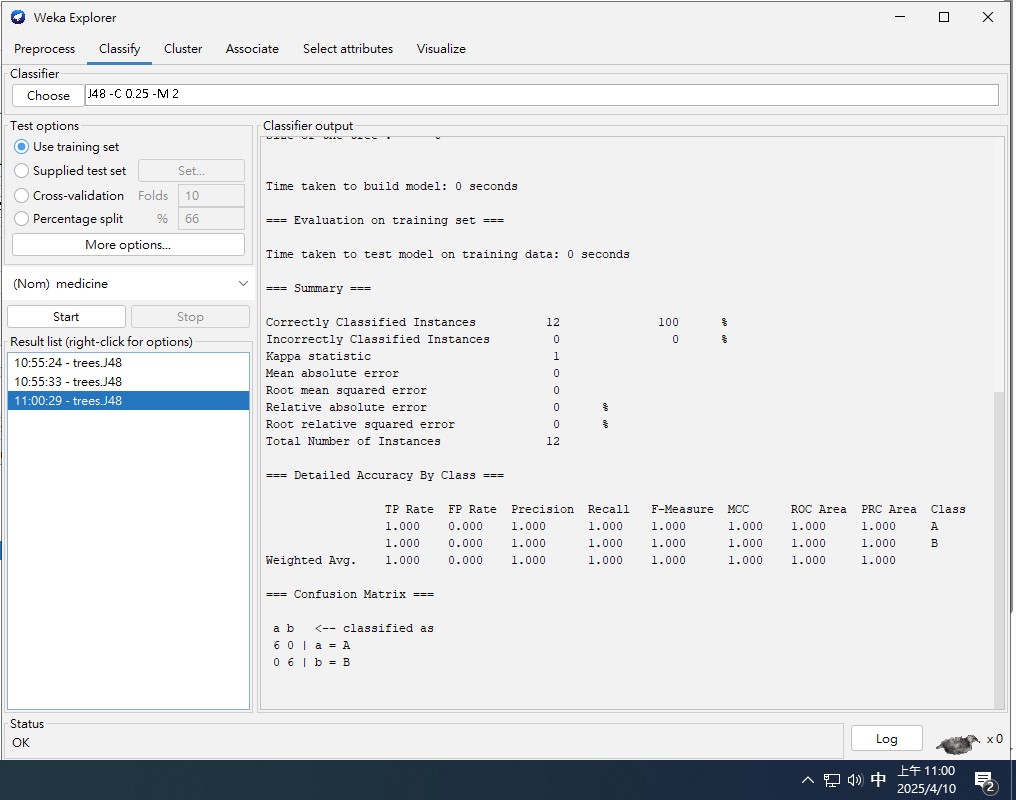 Weka Explorer
Preprocess Classify Cluster Associate Select attributes Visualize
Classifier
Choose J48 -C 0.25 -M 2
Test options
Use training set
Supplied test set Set...
Cross-validation Folds 10
Percentage split % 66
More options...
(Nom) medicine
Start Stop
Result list (right-click for options)
10:55:24 - trees.J48
10:55:33 - trees.J48
11:00:29 - trees.J48
Classifier output
Time taken to build model: 0 seconds
=== Evaluation on training set ===
Time taken to test model on training data: 0 seconds
=== Summary ===
Correctly Classified Instances 12 100 %
Incorrectly Classified Instances 0 0 %
Kappa statistic 1
Mean absolute error 0
Root mean squared error 0
Relative absolute error 0 %
Root relative squared error 0 %
Total Number of Instances 12
=== Detailed Accuracy By Class ===
TP Rate FP Rate Precision Recall F-Measure MCC ROC Area PRC Area Class
1.000 0.000 1.000 1.000 1.000 1.000 1.000 1.000 A
1.000 0.000 1.000 1.000 1.000 1.000 1.000 1.000 B
Weighted Avg. 1.000 0.000 1.000 1.000 1.000 1.000 1.000 1.000
=== Confusion Matrix ===
a b <-- classified as
6 0 | a = A
0 6 | b = B
Status
OK
Log x 0
中 上午 11:00
2025/4/10 2